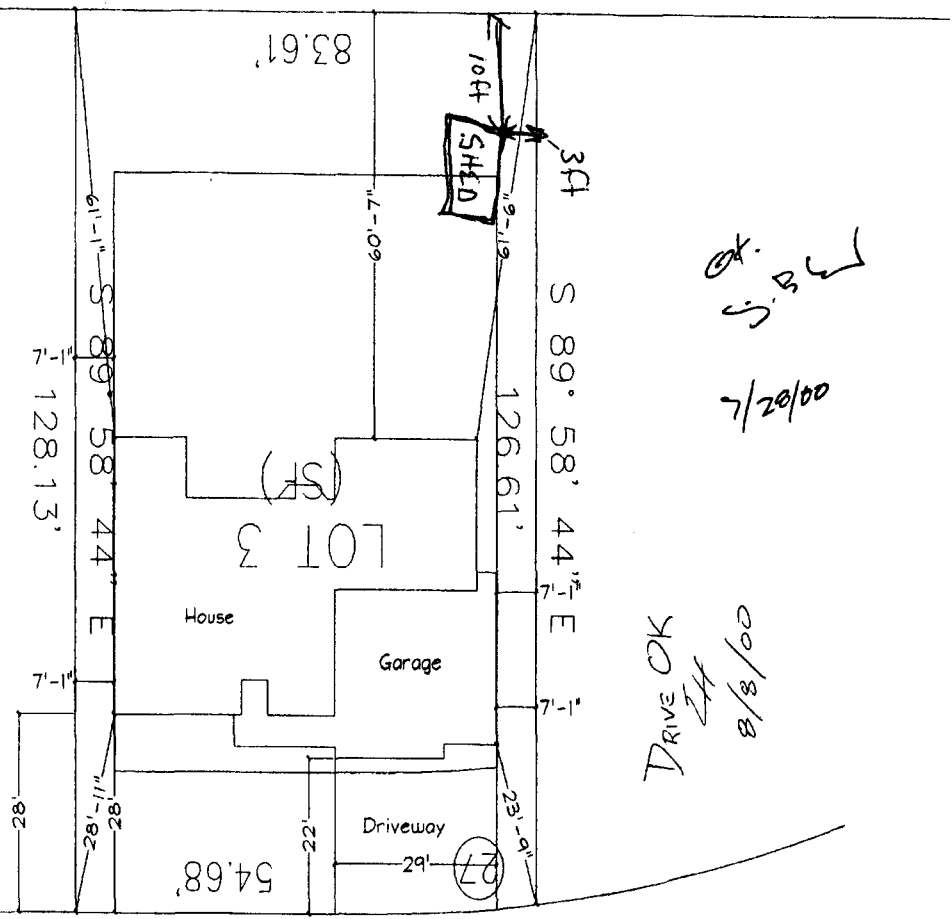 83.61'
10ft
SHED
3ft
61'-1"
60'-7"
61'-9"
S 89° 58' 44" E
126.61'
S 89 58 44" E
128.13'
7'-1"
7'-1"
7'-1"
7'-1"
LOT 3
(SF)
House
Garage
Driveway
28'
28'-11"
28'
22'
29'
27
23'-9"
54.68'
OK.
7/28/00
DRIVE OK
8/8/00